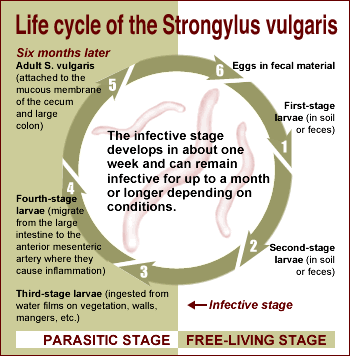 Life cycle of the Strongylus vulgaris
Six months later
Adult S. vulgaris
(attached to the
mucous membrane
of the cecum
and large
colon)
5
6
Eggs in fecal material
First-stage
larvae (in soil
or feces)
1
The infective stage
develops in about one
week and can remain
infective for up to a month
or longer depending on
conditions.
4
Fourth-stage
larvae (migrate
from the large
intestine to the
anterior mesenteric
artery where they
cause inflammation)
3
2
Second-stage
larvae (in soil
or feces)
Third-stage larvae (ingested from
water films on vegetation, walls,
mangers, etc.)
Infective stage
PARASITIC STAGE
FREE-LIVING STAGE